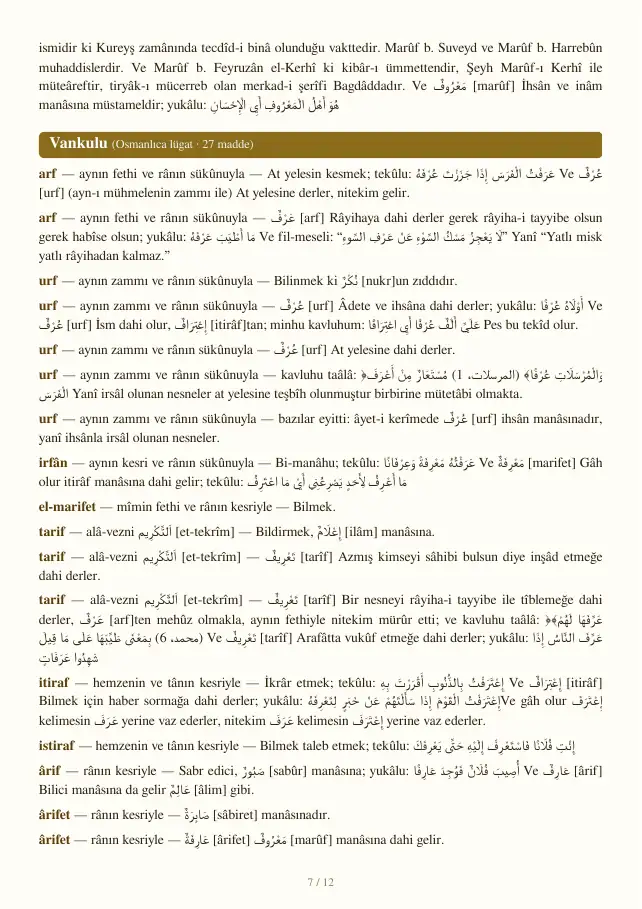 ismidir ki Kureyş zamânında tecdîd-i binâ olunduğu vakttedir. Marûf b. Suveyd ve Marûf b. Harrebûn
muhaddislerdir. Ve Marûf b. Feyruzân el-Kerhî ki kibâr-ı ümmettendir, Şeyh Marûf-ı Kerhî ile
müteâreftir, tiryâk-ı mücerreb olan merkad-i şerîfi Bagdâddadır. Ve مَعْرُوفٌ [marûf] İhsân ve inâm
manâsına müstameldir; yukâlu: هُوَ أَهْلُ الْمَعْرُوفِ أَيِ الْإِحْسَانِ
Vankulu (Osmanlıca lügat · 27 madde)
arf — aynın fethi ve rânın sükûnuyla — At yelesin kesmek; tekûlu: عَرَفْتُ الْفَرَسَ إِذَا جَزَزْتَ عُرْفَهُ Ve عُرْفٌ
[urf] (ayn-ı mühmelenin zammı ile) At yelesine derler, nitekim gelir.
arf — aynın fethi ve rânın sükûnuyla — عَرْفٌ [arf] Râyihaya dahi derler gerek râyiha-i tayyibe olsun
gerek habîse olsun; yukâlu: مَا أَطْيَبَ عَرْفَهُ Ve fil-meseli: “لَا يَعْجِزُ مَسْكُ السَّوْءِ عَنْ عَرْفِ السَّوءِ” Yanî “Yatlı misk
yatlı râyihadan kalmaz.”
urf — aynın zammı ve rânın sükûnuyla — Bilinmek ki نُكْرٌ [nukr]un zıddıdır.
urf — aynın zammı ve rânın sükûnuyla — عُرْفٌ [urf] Âdete ve ihsâna dahi derler; yukâlu: أَوْلَاهُ عُرْفًا Ve
عُرْفٌ [urf] İsm dahi olur, إِعْتِرَافٌ [itirâf]tan; minhu kavluhum: عَلَيَّ أَلْفٌ عُرْفًا أَيِ اعْتِرَافًا Pes bu tekîd olur.
urf — aynın zammı ve rânın sükûnuyla — عُرْفٌ [urf] At yelesine dahi derler.
urf — aynın zammı ve rânın sükûnuyla — kavluhu taâlâ: وَالْمُرْسَلَاتِ عُرْفًا﴾ (المرسلات، 1) مُسْتَعَارٌ مِنْ أَعْرَفَ﴿
الْفَرَسَ Yanî irsâl olunan nesneler at yelesine teşbîh olunmuştur birbirine mütetâbi olmakta.
urf — aynın zammı ve rânın sükûnuyla — bazılar eyitti: âyet-i kerîmede عُرْفٌ [urf] ihsân manâsınadır,
yanî ihsânla irsâl olunan nesneler.
irfân — aynın kesri ve rânın sükûnuyla — Bi-manâhu; tekûlu: عَرَفْتُهُ مَعْرِفَةً وَعِرْفَانًا Ve مَعْرِفَةٌ [marifet] Gâh
olur itirâf manâsına dahi gelir; tekûlu: مَا أَعْرِفُ لِأَحَدٍ يَصْرِعُنِي أَيْ مَا اعْتَرِفُ
el-marifet — mîmin fethi ve rânın kesriyle — Bilmek.
tarif — alâ-vezni اَلتَّكْرِيم [et-tekrîm] — Bildirmek, إِعْلَامٌ [ilâm] manâsına.
tarif — alâ-vezni اَلتَّكْرِيم [et-tekrîm] — تَعْرِيفٌ [tarîf] Azmış kimseyi sâhibi bulsun diye inşâd etmeğe
dahi derler.
tarif — alâ-vezni اَلتَّكْرِيم [et-tekrîm] — تَعْرِيفٌ [tarîf] Bir nesneyi râyiha-i tayyibe ile tîblemeğe dahi
derler, عَرْفٌ [arf]ten mehûz olmakla, aynın fethiyle nitekim mürûr etti; ve kavluhu taâlâ: عَرَّفَهَا لَهُمْ﴾﴿
(محمد، 6) بِمَعْنَى طَيَّبَهَا عَلَى مَا قِيلَ Ve تَعْرِيفٌ [tarîf] Arafâtta vukûf etmeğe dahi derler; yukâlu: عَرَّفَ النَّاسُ إِذَا
شَهِدُوا عَرَفَاتٍ
itiraf — hemzenin ve tânın kesriyle — İkrâr etmek; tekûlu: إِعْتَرَفْتُ بِالذُّنُوبِ أَقْرَرْتُ بِهِ Ve إِعْتِرَافٌ [itirâf]
Bilmek için haber sormağa dahi derler; yukâlu: إِعْتَرَفْتُ الْقَوْمَ إِذَا سَأَلْتَهُمْ عَنْ خَبَرٍ لِتَعْرِفَهُVe gâh olur إِعْتَرَفَ
kelimesin عَرَفَ yerine vaz ederler, nitekim عَرَفَ kelimesin إِعْتَرَفَ yerine vaz ederler.
istiraf — hemzenin ve tânın kesriyle — Bilmek taleb etmek; tekûlu: إِئْتِ فُلَانًا فَاسْتَعْرِفْ إِلَيْهِ حَتَّى يَعْرِفَكَ
ârif — rânın kesriyle — Sabr edici, صَبُورٌ [sabûr] manâsına; yukâlu: أُصِيبَ فُلَانٌ فَوُجِدَ عَارِفًا Ve عَارِفٌ [ârif]
Bilici manâsına da gelir عَالِمٌ [âlim] gibi.
ârifet — rânın kesriyle — صَابِرَةٌ [sâbiret] manâsınadır.
ârifet — rânın kesriyle — عَارِفَةٌ [ârifet] مَعْرُوفٌ [marûf] manâsına dahi gelir.
7 / 12